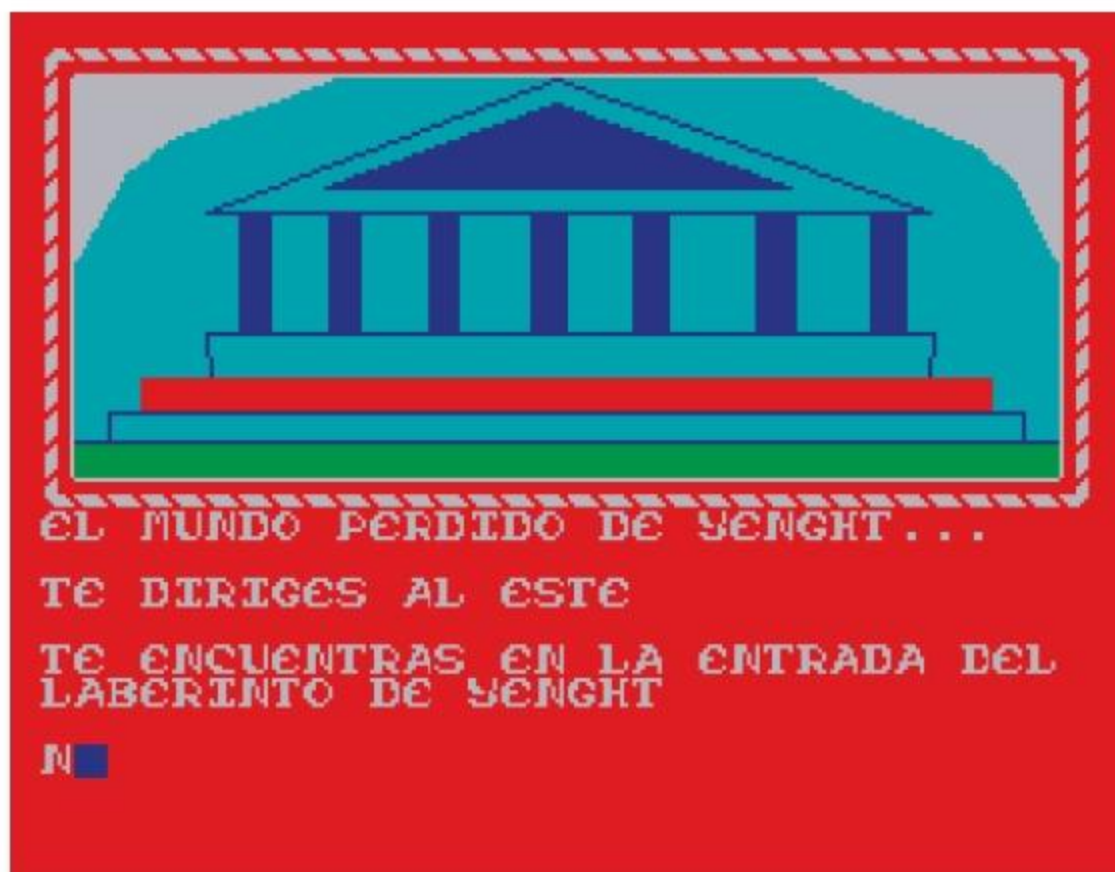 EL MUNDO PERDIDO DE YENGHT...
TE DIRIGES AL ESTE
TE ENCUENTRAS EN LA ENTRADA DEL
LABERINTO DE YENGHT
N